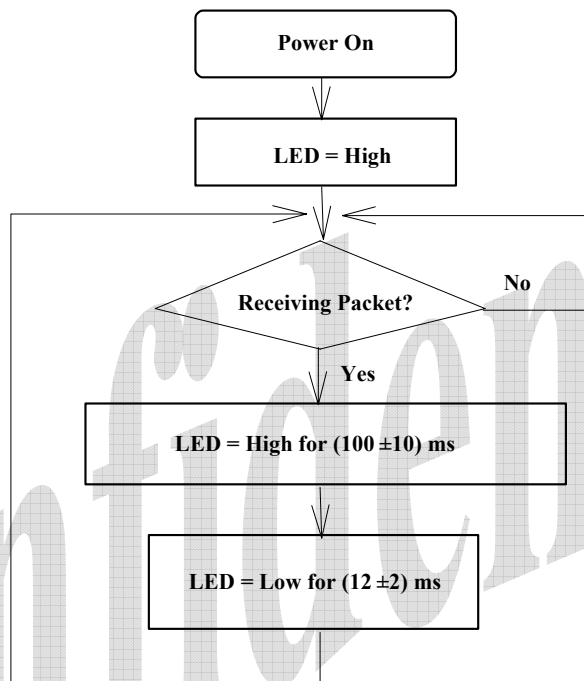 Power On
LED = High
Receiving Packet?
No
Yes
LED = High for (100 ±10) ms
LED = Low for (12 ±2) ms
nfiden